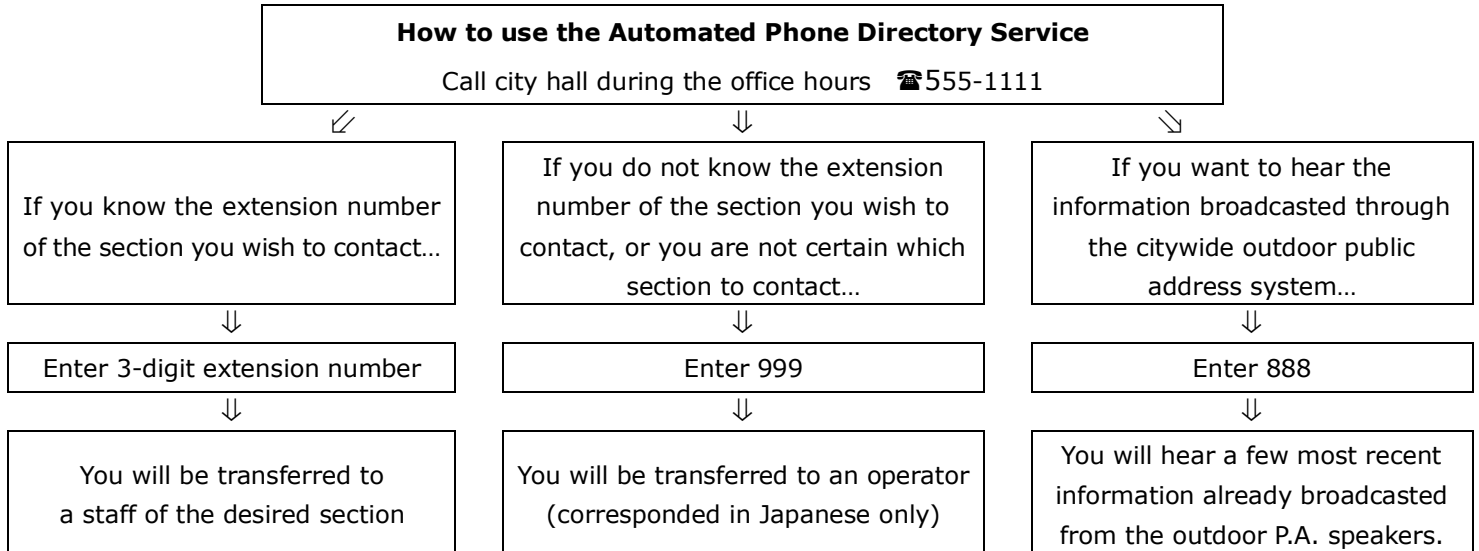 How to use the Automated Phone Directory Service
Call city hall during the office hours ☎555-1111
If you know the extension number
of the section you wish to contact…
Enter 3-digit extension number
You will be transferred to
a staff of the desired section
If you do not know the extension
number of the section you wish to
contact, or you are not certain which
section to contact…
Enter 999
You will be transferred to an operator
(corresponded in Japanese only)
If you want to hear the
information broadcasted through
the citywide outdoor public
address system…
Enter 888
You will hear a few most recent
information already broadcasted
from the outdoor P.A. speakers.